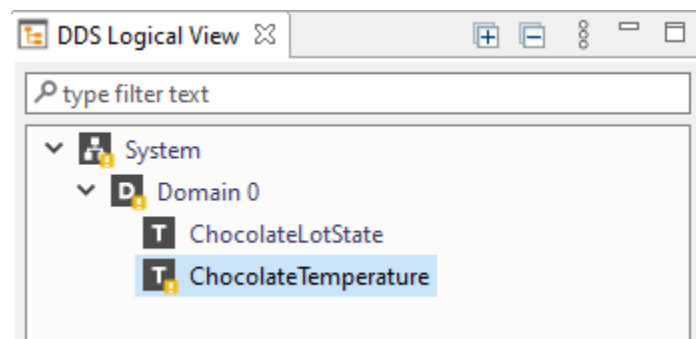 DDS Logical View
type filter text
System
D Domain 0
T ChocolateLotState
T ChocolateTemperature